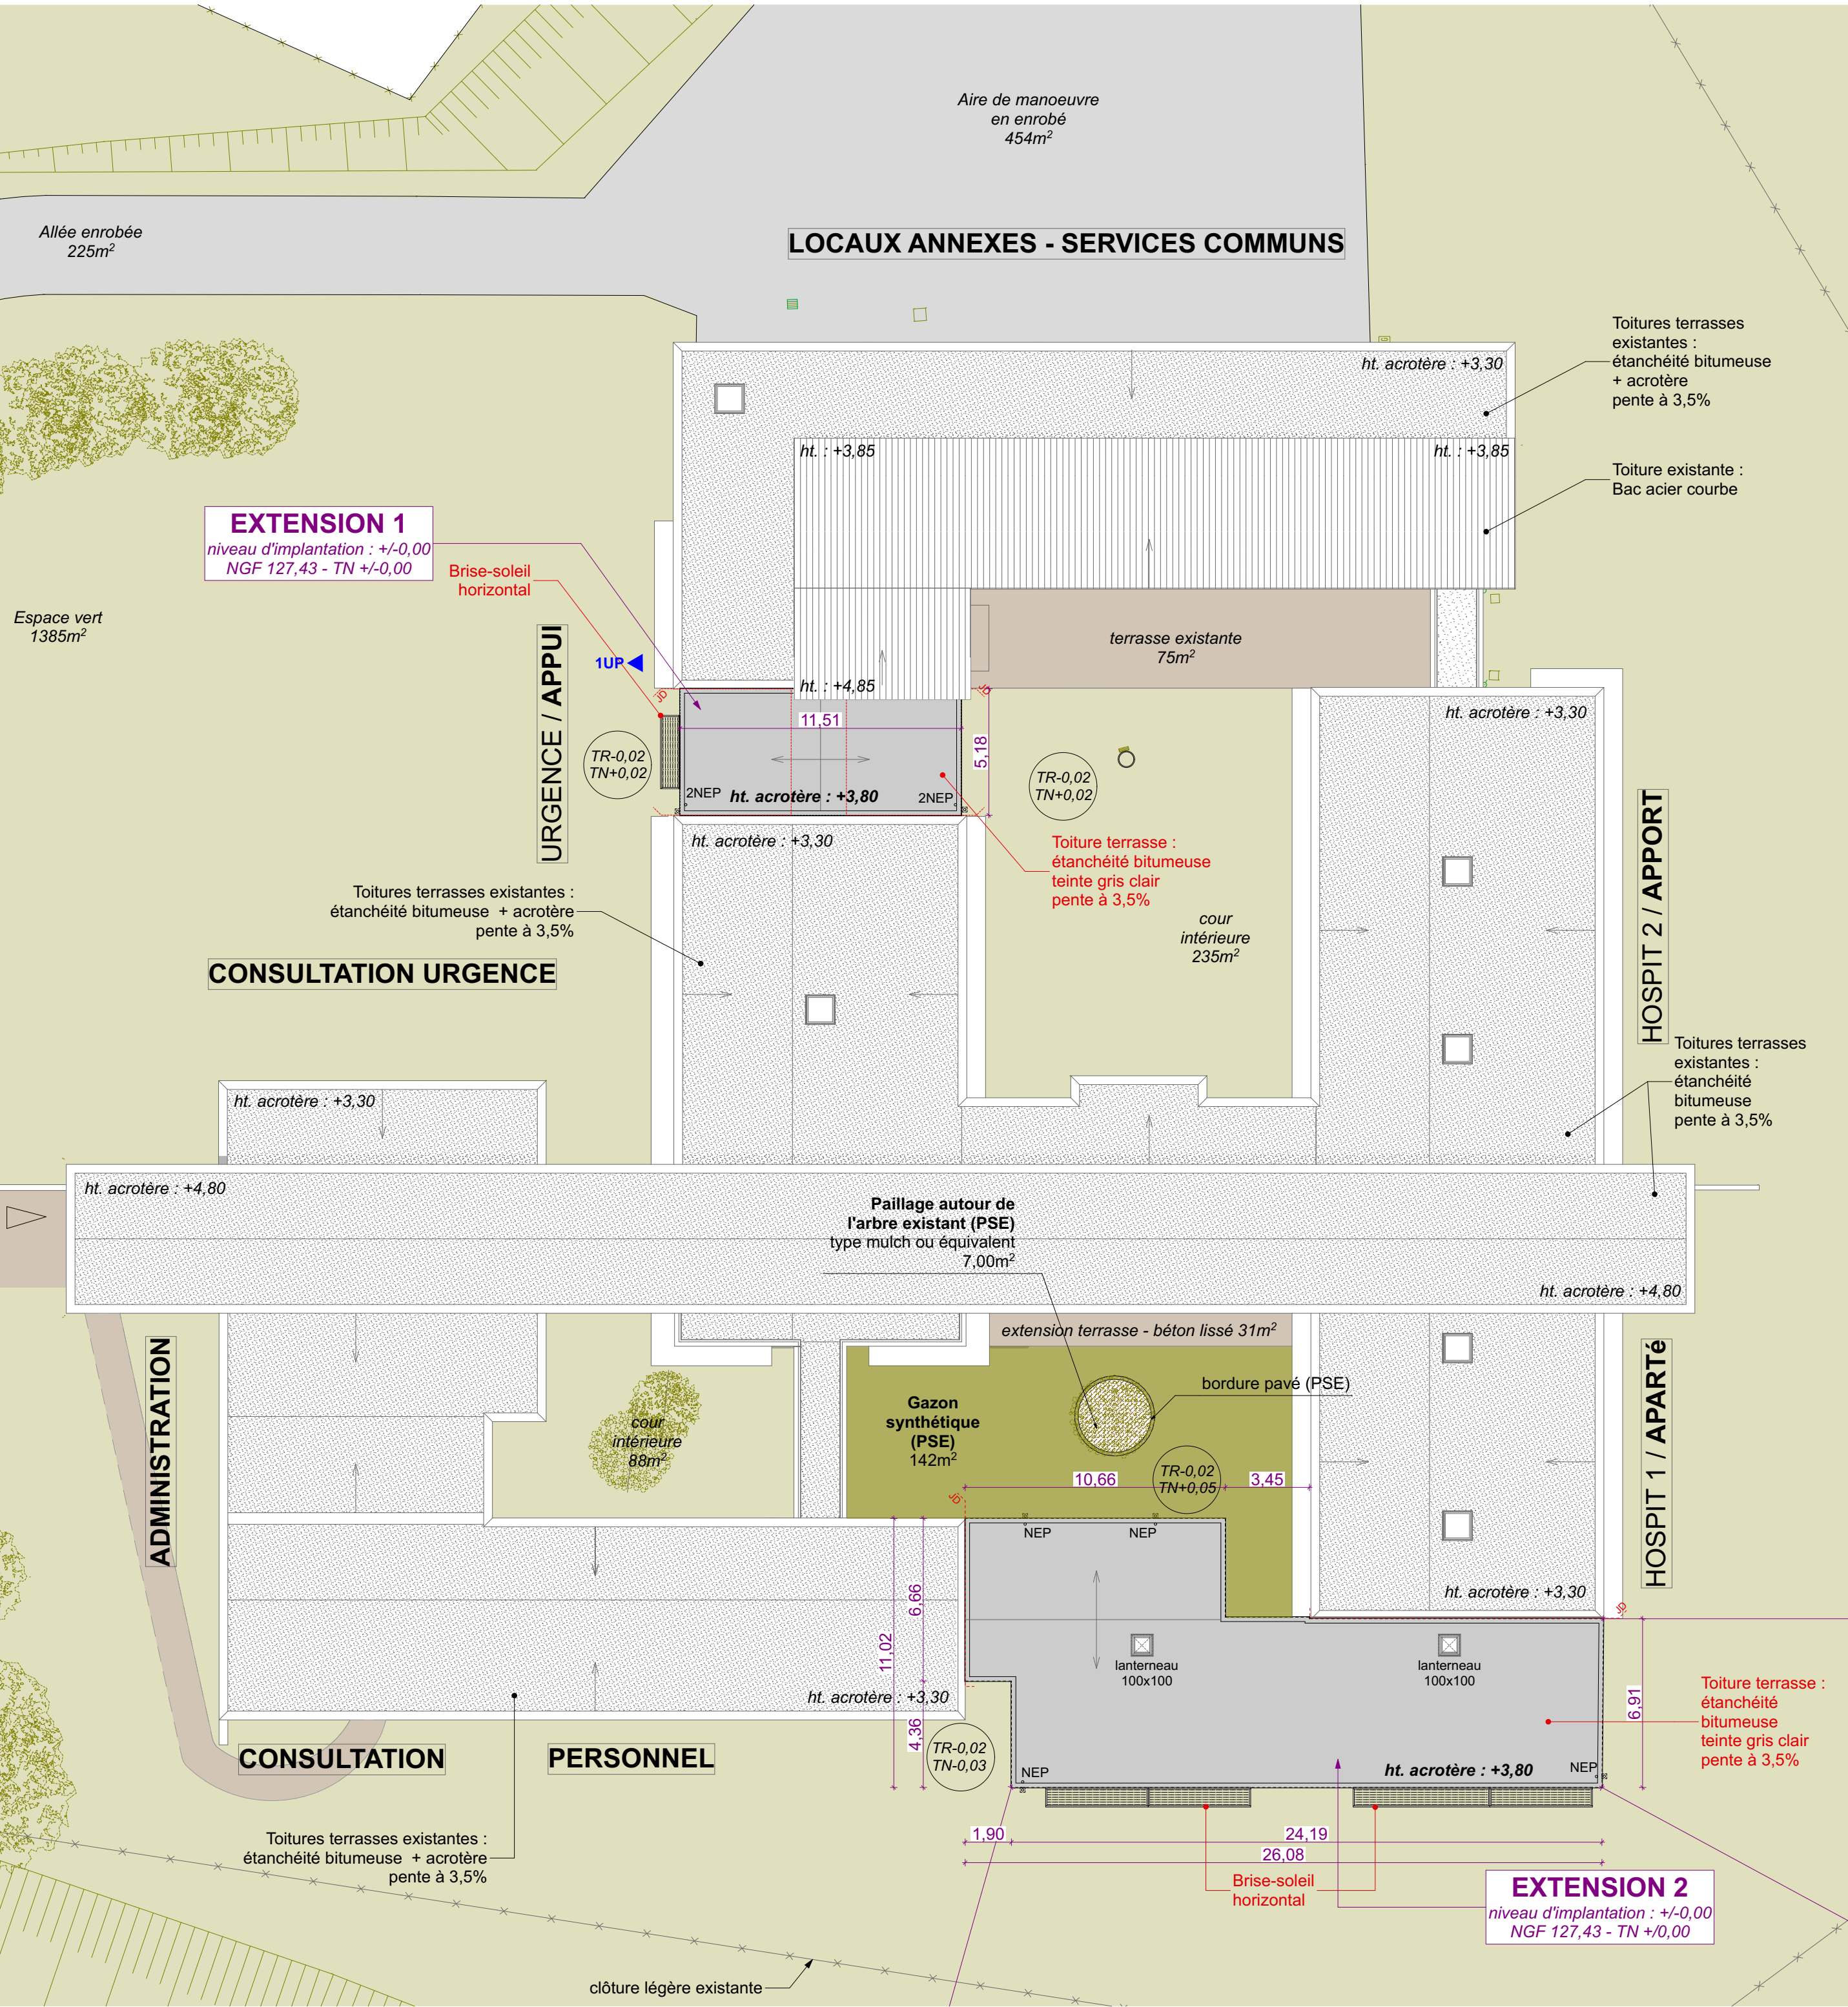 Aire de manoeuvre
en enrobé
454m²
Allée enrobée
225m²
LOCAUX ANNEXES - SERVICES COMMUNS
Toitures terrasses
existantes :
étanchéité bitumeuse
+ acrotère
pente à 3,5%
ht. acrotère : +3,30
ht. : +3,85
ht. : +3,85
Toiture existante :
Bac acier courbe
EXTENSION 1
niveau d'implantation : +/-0,00
NGF 127,43 - TN +/-0,00
Brise-soleil
horizontal
Espace vert
1385m²
URGENCE / APPUI
1UP
terrasse existante
75m²
ht. : +4,85
JD
JD
11,51
5,18
ht. acrotère : +3,30
TR-0,02
TN+0,02
2NEP
ht. acrotère : +3,80
2NEP
TR-0,02
TN+0,02
ht. acrotère : +3,30
Toiture terrasse :
étanchéité bitumeuse
teinte gris clair
pente à 3,5%
HOSPIT 2 / APPORT
Toitures terrasses existantes :
étanchéité bitumeuse + acrotère
pente à 3,5%
cour
intérieure
235m²
CONSULTATION URGENCE
Toitures terrasses
existantes :
étanchéité
bitumeuse
pente à 3,5%
ht. acrotère : +3,30
ht. acrotère : +4,80
Paillage autour de
l'arbre existant (PSE)
type mulch ou équivalent
7,00m²
ht. acrotère : +4,80
extension terrasse - béton lissé 31m²
ADMINISTRATION
HOSPIT 1 / APARTé
bordure pavé (PSE)
Gazon
synthétique
(PSE)
142m²
cour
intérieure
88m²
10,66
TR-0,02
TN+0,05
3,45
JD
NEP
NEP
ht. acrotère : +3,30
JD
6,66
11,02
4,36
lanterneau
100x100
lanterneau
100x100
6,91
ht. acrotère : +3,30
Toiture terrasse :
étanchéité
bitumeuse
teinte gris clair
pente à 3,5%
CONSULTATION
PERSONNEL
TR-0,02
TN-0,03
NEP
ht. acrotère : +3,80
NEP
1,90
24,19
26,08
Toitures terrasses existantes :
étanchéité bitumeuse + acrotère
pente à 3,5%
Brise-soleil
horizontal
EXTENSION 2
niveau d'implantation : +/-0,00
NGF 127,43 - TN +/0,00
clôture légère existante